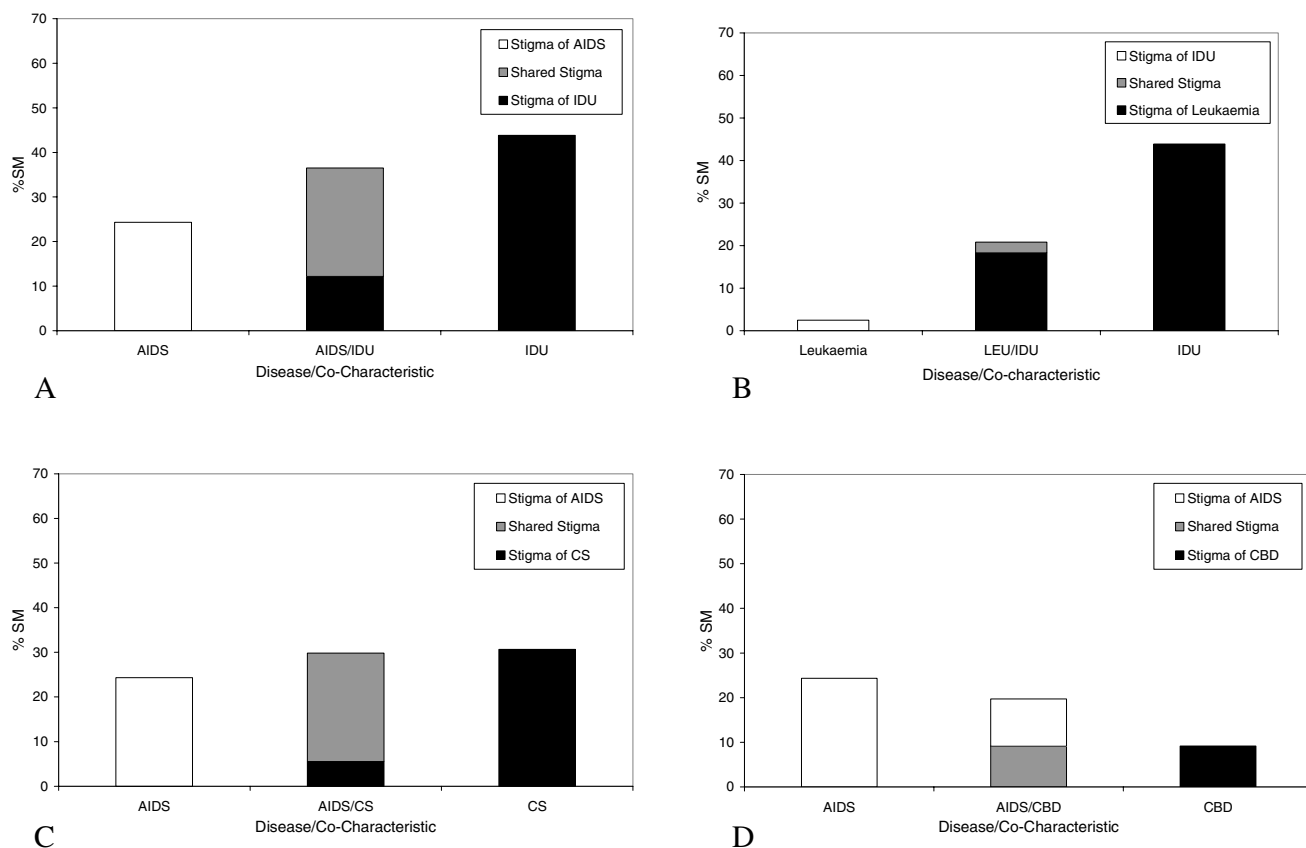 70
60
50
40
30
20
10
0
%SM
Stigma of AIDS
Shared Stigma
Stigma of IDU
AIDS
AIDS/IDU
IDU
Disease/Co-Characteristic
A
70
60
50
40
30
20
10
0
% SM
Stigma of IDU
Shared Stigma
Stigma of Leukaemia
Leukaemia
LEU/IDU
IDU
Disease/Co-characteristic
B
70
60
50
40
30
20
10
0
% SM
Stigma of AIDS
Shared Stigma
Stigma of CS
AIDS
AIDS/CS
CS
Disease/Co-Characteristic
C
70
60
50
40
30
20
10
0
% SM
Stigma of AIDS
Shared Stigma
Stigma of CBD
AIDS
AIDS/CBD
CBD
Disease/Co-Characteristic
D